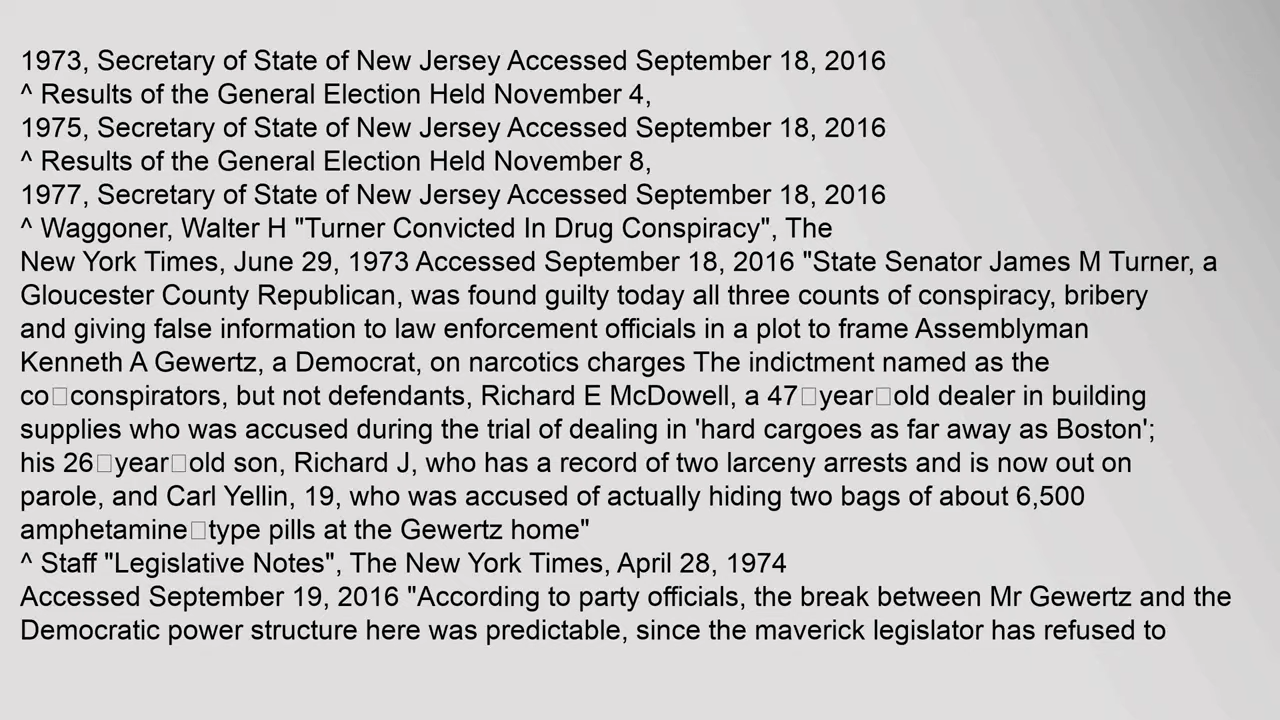 1973, Secretary of State of New Jersey Accessed September 18, 2016
^ Results of the General Election Held November 4,
1975, Secretary of State of New Jersey Accessed September 18, 2016
^ Results of the General Election Held November 8,
1977, Secretary of State of New Jersey Accessed September 18, 2016
^ Waggoner, Walter H "Turner Convicted In Drug Conspiracy", The
New York Times, June 29, 1973 Accessed September 18, 2016 "State Senator James M Turner, a
Gloucester County Republican, was found guilty today all three counts of conspiracy, bribery
and giving false information to law enforcement officials in a plot to frame Assemblyman
Kenneth A Gewertz, a Democrat, on narcotics charges The indictment named as the
co□conspirators, but not defendants, Richard E McDowell, a 47□year□old dealer in building
supplies who was accused during the trial of dealing in 'hard cargoes as far away as Boston';
his 26□year□old son, Richard J, who has a record of two larceny arrests and is now out on
parole, and Carl Yellin, 19, who was accused of actually hiding two bags of about 6,500
amphetamine□type pills at the Gewertz home"
^ Staff "Legislative Notes", The New York Times, April 28, 1974
Accessed September 19, 2016 "According to party officials, the break between Mr Gewertz and the
Democratic power structure here was predictable, since the maverick legislator has refused to